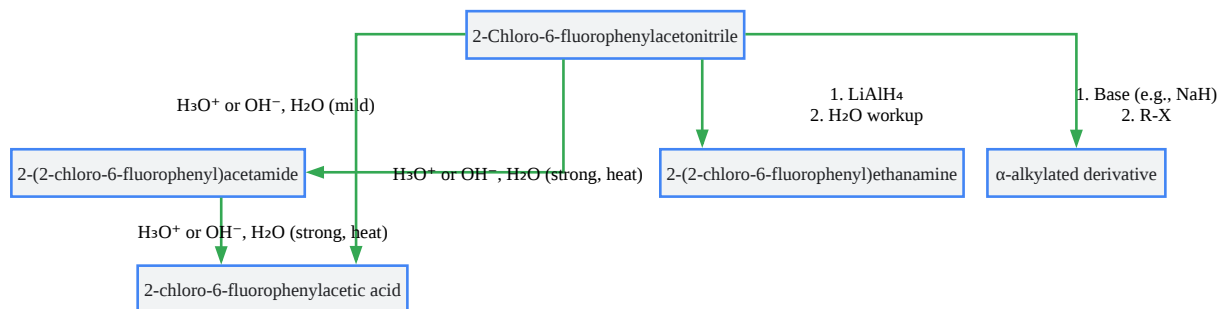 2-Chloro-6-fluorophenylacetonitrile
H₃O⁺ or OH⁻, H₂O (mild)
1. LiAlH₄
2. H₂O workup
1. Base (e.g., NaH)
2. R-X
2-(2-chloro-6-fluorophenyl)acetamide
H₃O⁺ or OH⁻, H₂O (strong, heat)
2-(2-chloro-6-fluorophenyl)ethanamine
α-alkylated derivative
H₃O⁺ or OH⁻, H₂O (strong, heat)
2-chloro-6-fluorophenylacetic acid